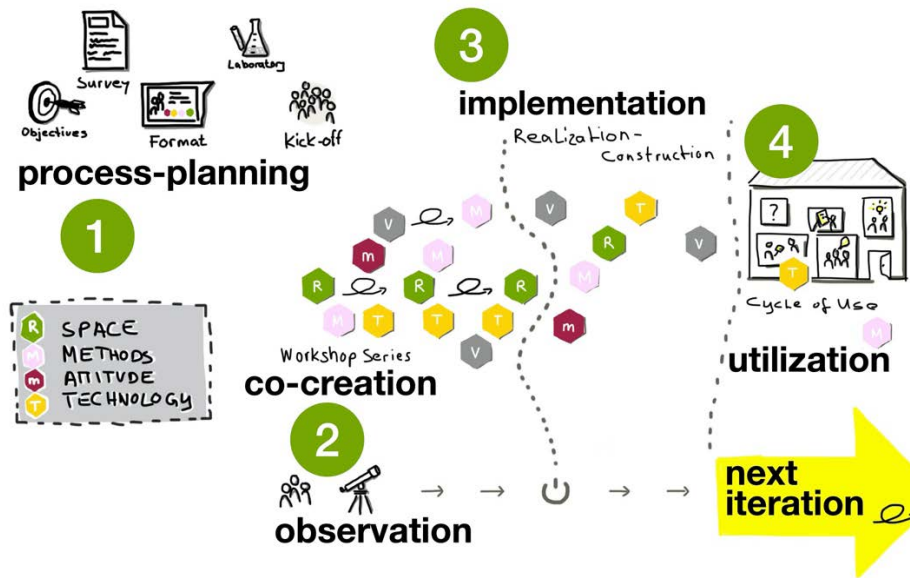 Survey
Laboratory
Objectives
Format
Kick-off
process-planning
1
R SPACE
M METHODS
m ATTITUDE
T TECHNOLOGY
3
implementation
Realization-
Construction
V M V T
m M R V
R R R M
M T T T m
V
Workshop Series
co-creation
2
observation
4
?
T
Cycle of Use
M
utilization
next
iteration